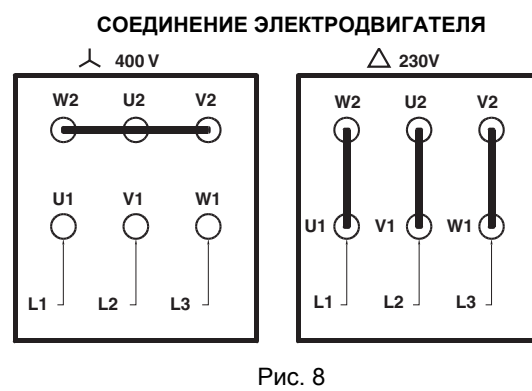 СОЕДИНЕНИЕ ЭЛЕКТРОДВИГАТЕЛЯ
400 V
W2 U2 V2
U1 V1 W1
L1 L2 L3
230V
W2 U2 V2
U1 V1 W1
L1 L2 L3
Рис. 8